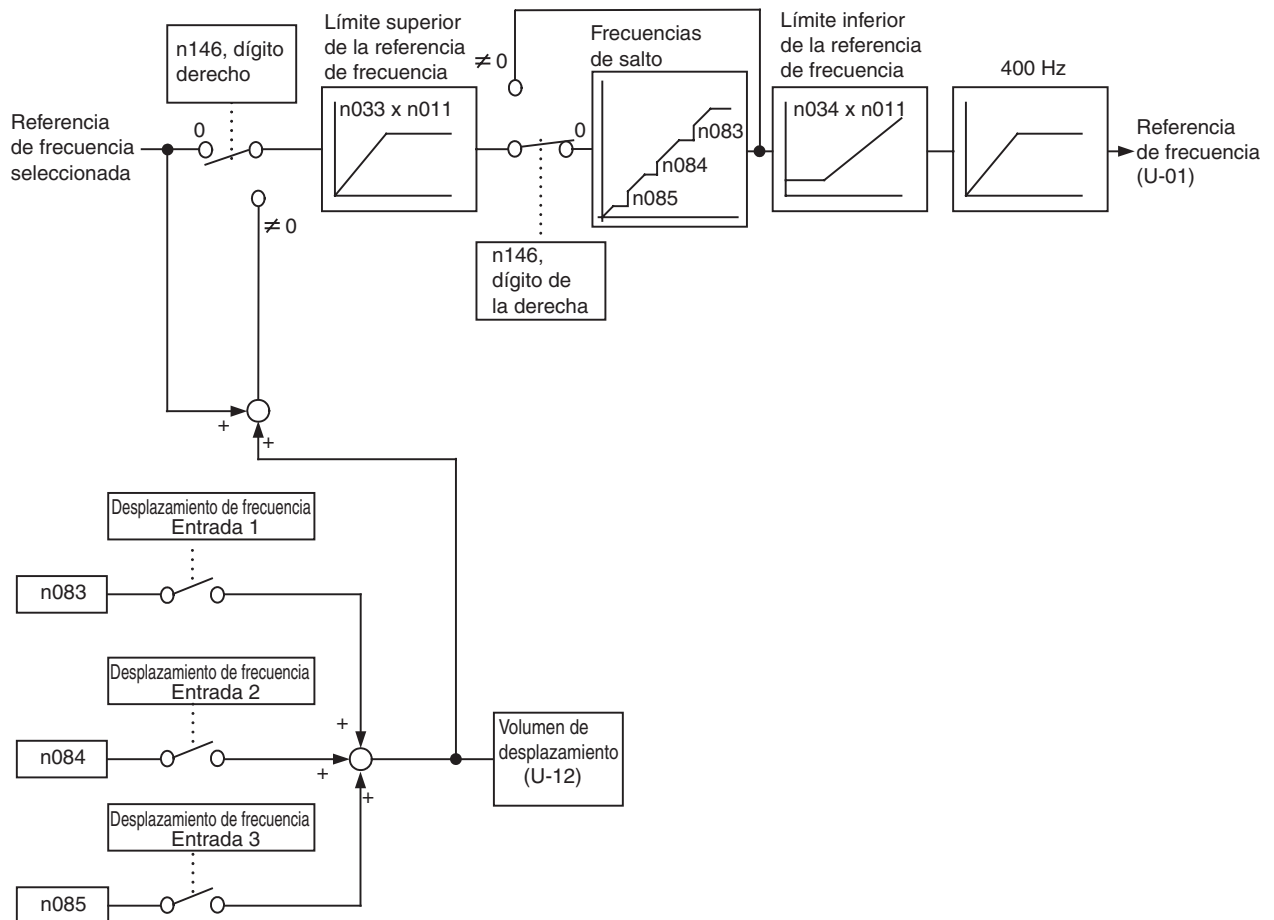 n146, dígito
derecho
Límite superior
de la referencia
de frecuencia
≠ 0
Frecuencias
de salto
Límite inferior
de la referencia
de frecuencia
400 Hz
Referencia
de frecuencia
seleccionada
0
n033 x n011
0
n083
n084
n085
n034 x n011
Referencia
de frecuencia
(U-01)
≠ 0
n146,
dígito de
la derecha
+
+
Desplazamiento de frecuencia
Entrada 1
n083
Desplazamiento de frecuencia
Entrada 2
n084
+
+
+
Volumen de
desplazamiento
(U-12)
Desplazamiento de frecuencia
Entrada 3
n085